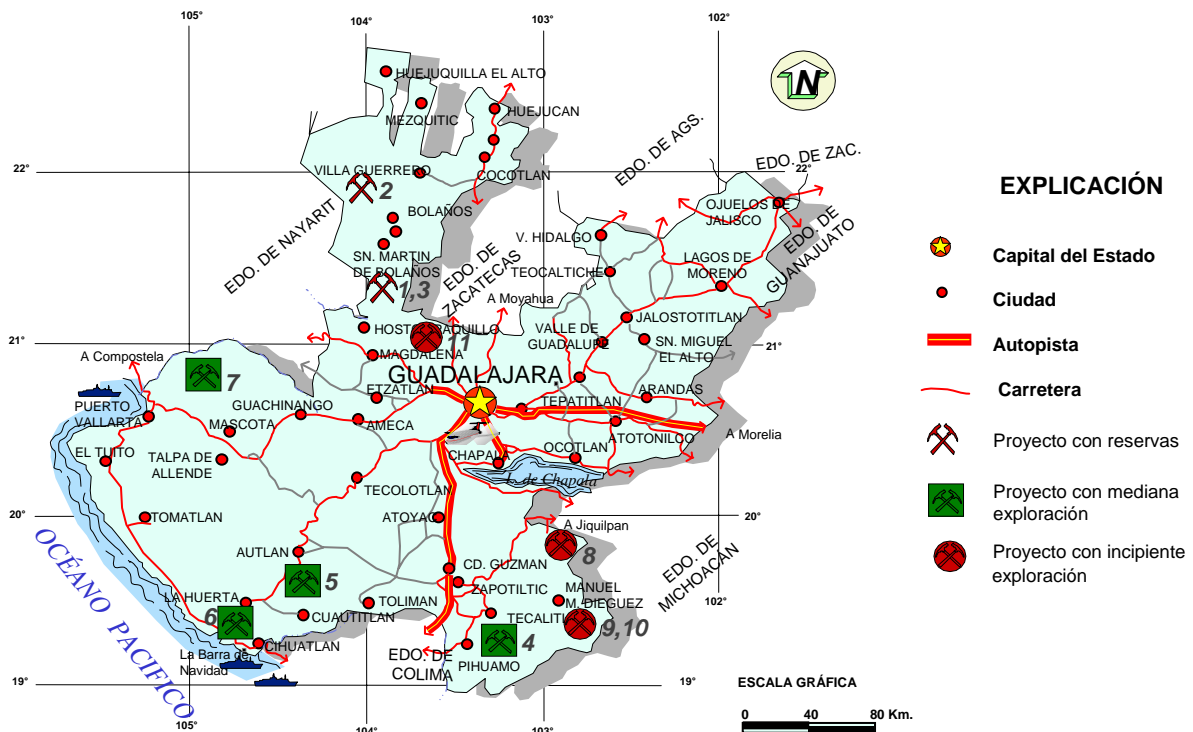 105°
104°
103°
102°
HUEJUQUILLA EL ALTO
MEZQUITIC
HUEJUCAN
N
EDO. DE AGS.
EDO. DE ZAC.
22°
22°
VILLA GUERRERO
COCOTLAN
2
EDO. DE NAYARIT
BOLAÑOS
OJUELOS DE
JALISCO
EDO. DE
GUANAJUATO
V. HIDALGO
SN. MARTIN
DE BOLAÑOS
EDO. DE
ZACATECAS
TEOCALTICHE
LAGOS DE
MORENO
1,3
A Moyahua
JALOSTOTITLAN
HOSTOTIPAQUILLO
11
VALLE DE
GUADALUPE
SN. MIGUEL
EL ALTO
21°
21°
A Compostela
MAGDALENA
7
GUADALAJARA
ETZATLAN
ARANDAS
TEPATITLAN
PUERTO
VALLARTA
GUACHINANGO
MASCOTA
AMECA
ATOTONILCO
A Morelia
EL TUITO
TALPA DE
ALLENDE
CHAPALA
OCOTLAN
L. de Chapala
TECOLOTLAN
20°
20°
TOMATLAN
ATOYAC
A Jiquilpan
8
AUTLAN
OCÉANO PACIFICO
EDO. DE
MICHOACÁN
5
CD. GUZMAN
ZAPOTILTIC
LA HUERTA
TOLIMAN
MANUEL
M. DIEGUEZ
102°
6
CUAUTITLAN
TECALITLAN
9,10
CIHUATLAN
4
La Barra de
Navidad
EDO. DE
COLIMA
PIHUAMO
19°
19°
105°
104°
103°
ESCALA GRÁFICA
0 40 80 Km.
EXPLICACIÓN
Capital del Estado
Ciudad
Autopista
Carretera
Proyecto con reservas
Proyecto con mediana
exploración
Proyecto con incipiente
exploración